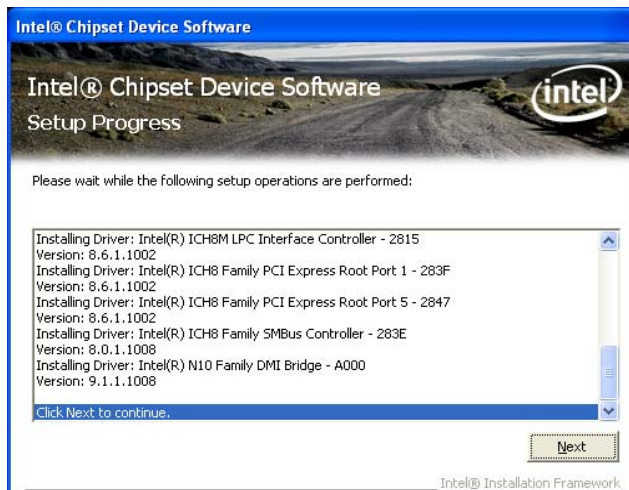 Intel® Chipset Device Software
Intel® Chipset Device Software
Setup Progress
intel
Please wait while the following setup operations are performed:
Installing Driver: Intel(R) ICH8M LPC Interface Controller - 2815
Version: 8.6.1.1002
Installing Driver: Intel(R) ICH8 Family PCI Express Root Port 1 - 283F
Version: 8.6.1.1002
Installing Driver: Intel(R) ICH8 Family PCI Express Root Port 5 - 2847
Version: 8.6.1.1002
Installing Driver: Intel(R) ICH8 Family SMBus Controller - 283E
Version: 8.0.1.1008
Installing Driver: Intel(R) N10 Family DMI Bridge - A000
Version: 9.1.1.1008
Click Next to continue.
Next
Intel® Installation Framework